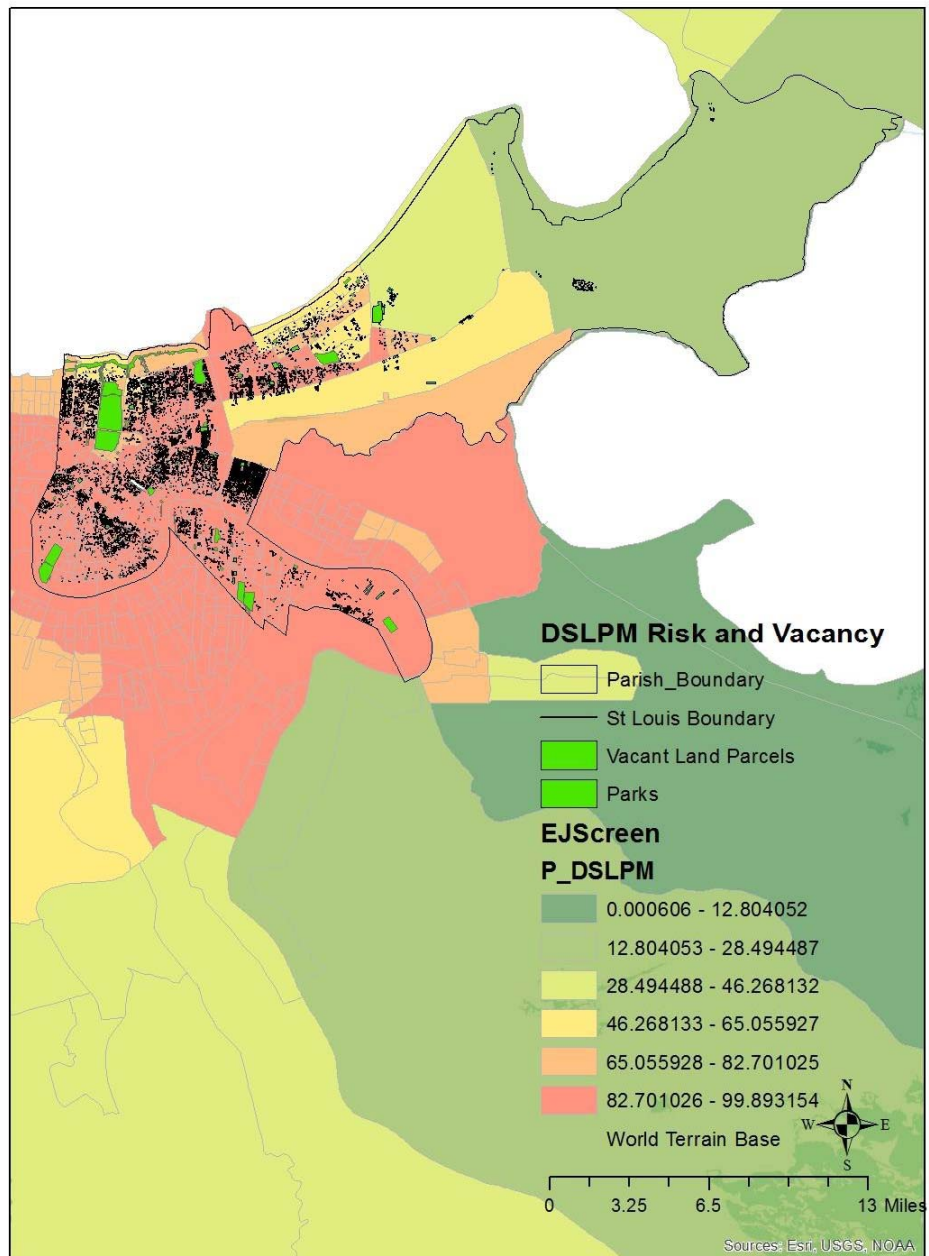 DSLPM Risk and Vacancy
Parish_Boundary
St Louis Boundary
Vacant Land Parcels
Parks
EJScreen
P_DSLPM
0.000606 - 12.804052
12.804053 - 28.494487
28.494488 - 46.268132
46.268133 - 65.055927
65.055928 - 82.701025
82.701026 - 99.893154
World Terrain Base
N
W E
S
0 3.25 6.5 13 Miles
Sources: Esri, USGS, NOAA